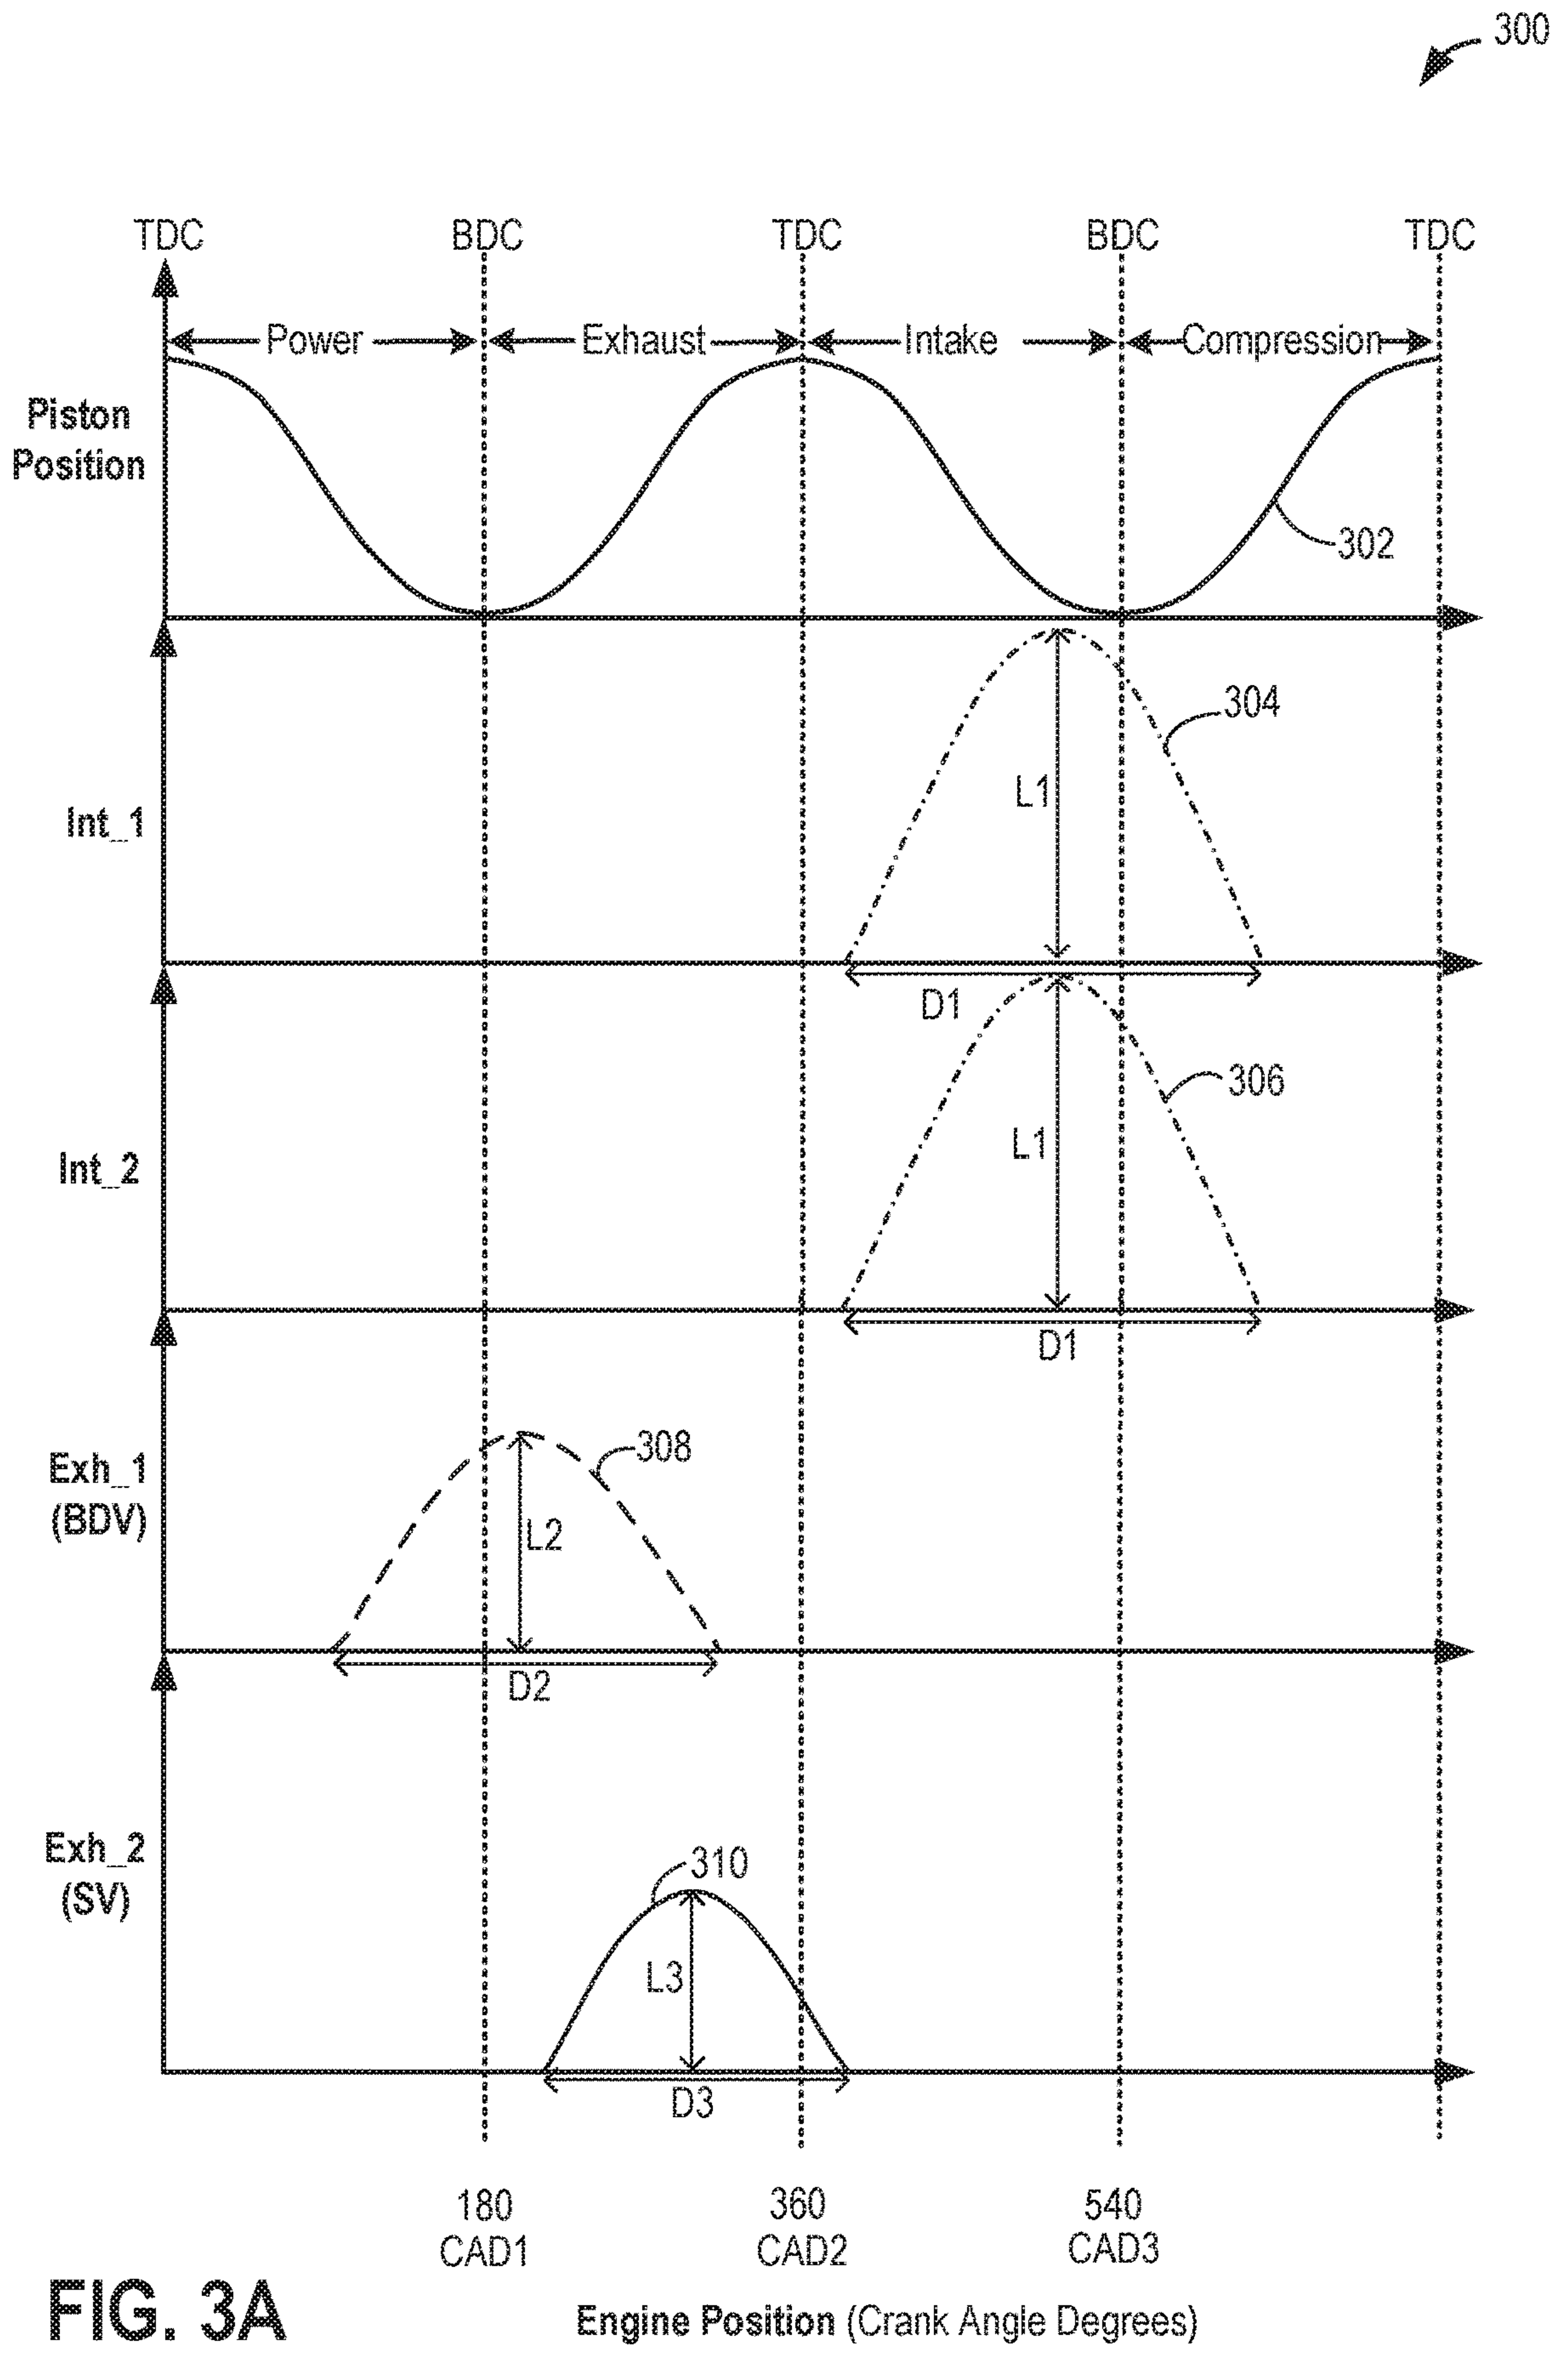 300
TDC BDC TDC BDC TDC
Power Exhaust Intake Compression
Piston
Position
302
304
L1
Int_1
D1
306
L1
Int_2
D1
308
Exh_1
(BDV)
L2
D2
Exh_2
(SV)
310
L3
D3
180 360 540
CAD1 CAD2 CAD3
FIG. 3A
Engine Position (Crank Angle Degrees)